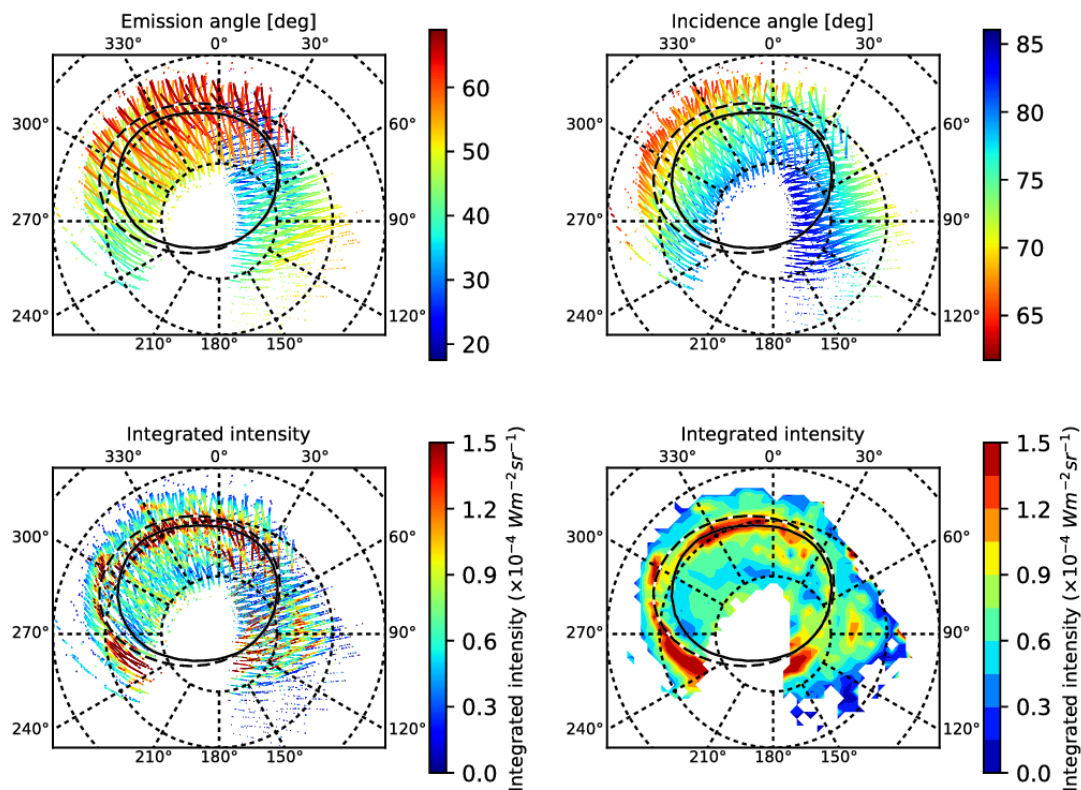 Emission angle [deg]
330° 0° 30°
300° 60°
270° 90°
240° 120°
210° 180° 150°
60
50
40
30
20
Incidence angle [deg]
330° 0° 30°
300° 60°
270° 90°
240° 120°
210° 180° 150°
85
80
75
70
65
Integrated intensity
330° 0° 30°
300° 60°
270° 90°
240° 120°
210° 180° 150°
1.5
1.2
0.9
0.6
0.3
0.0
Integrated intensity (×10⁻⁴ Wm⁻²sr⁻¹)
Integrated intensity
330° 0° 30°
300° 60°
270° 90°
240° 120°
210° 180° 150°
1.5
1.2
0.9
0.6
0.3
0.0
Integrated intensity (×10⁻⁴ Wm⁻²sr⁻¹)